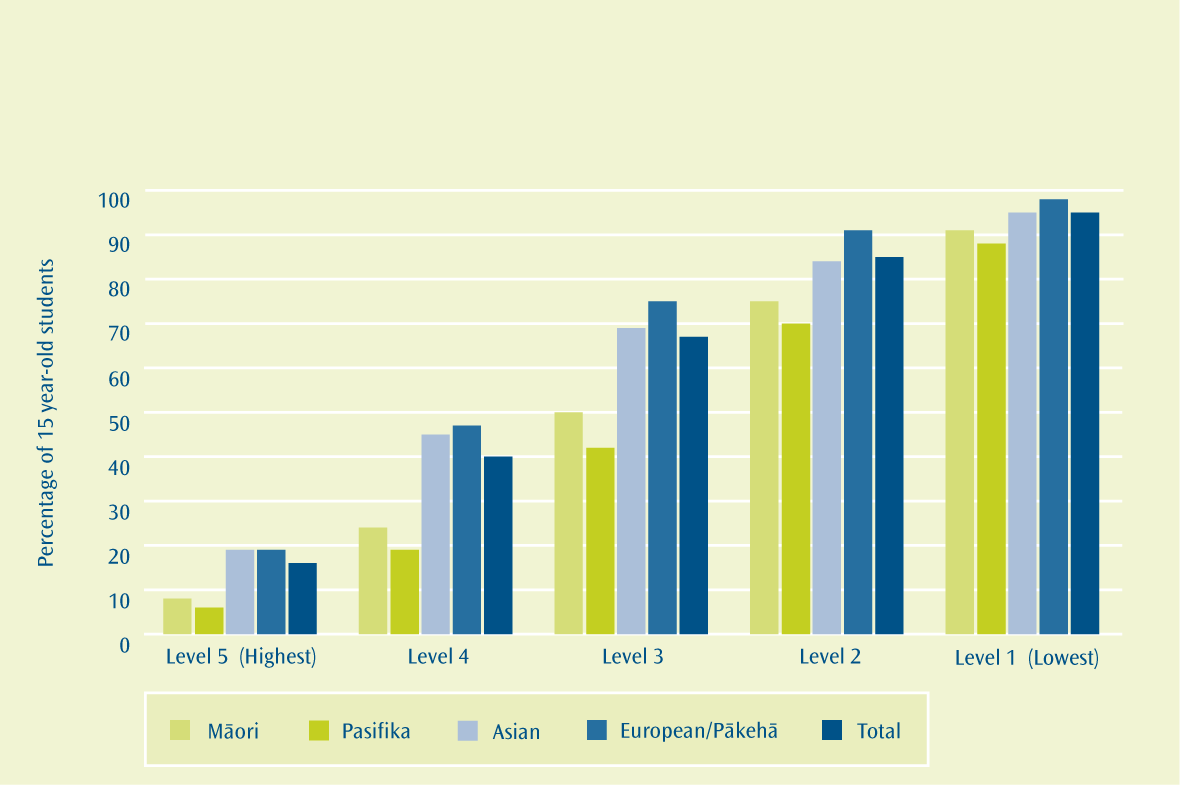 Percentage of 15 year-old students
100
90
80
70
60
50
40
30
20
10
0
Level 5 (Highest)
Level 4
Level 3
Level 2
Level 1 (Lowest)
Māori
Pasifika
Asian
European/Pākehā
Total